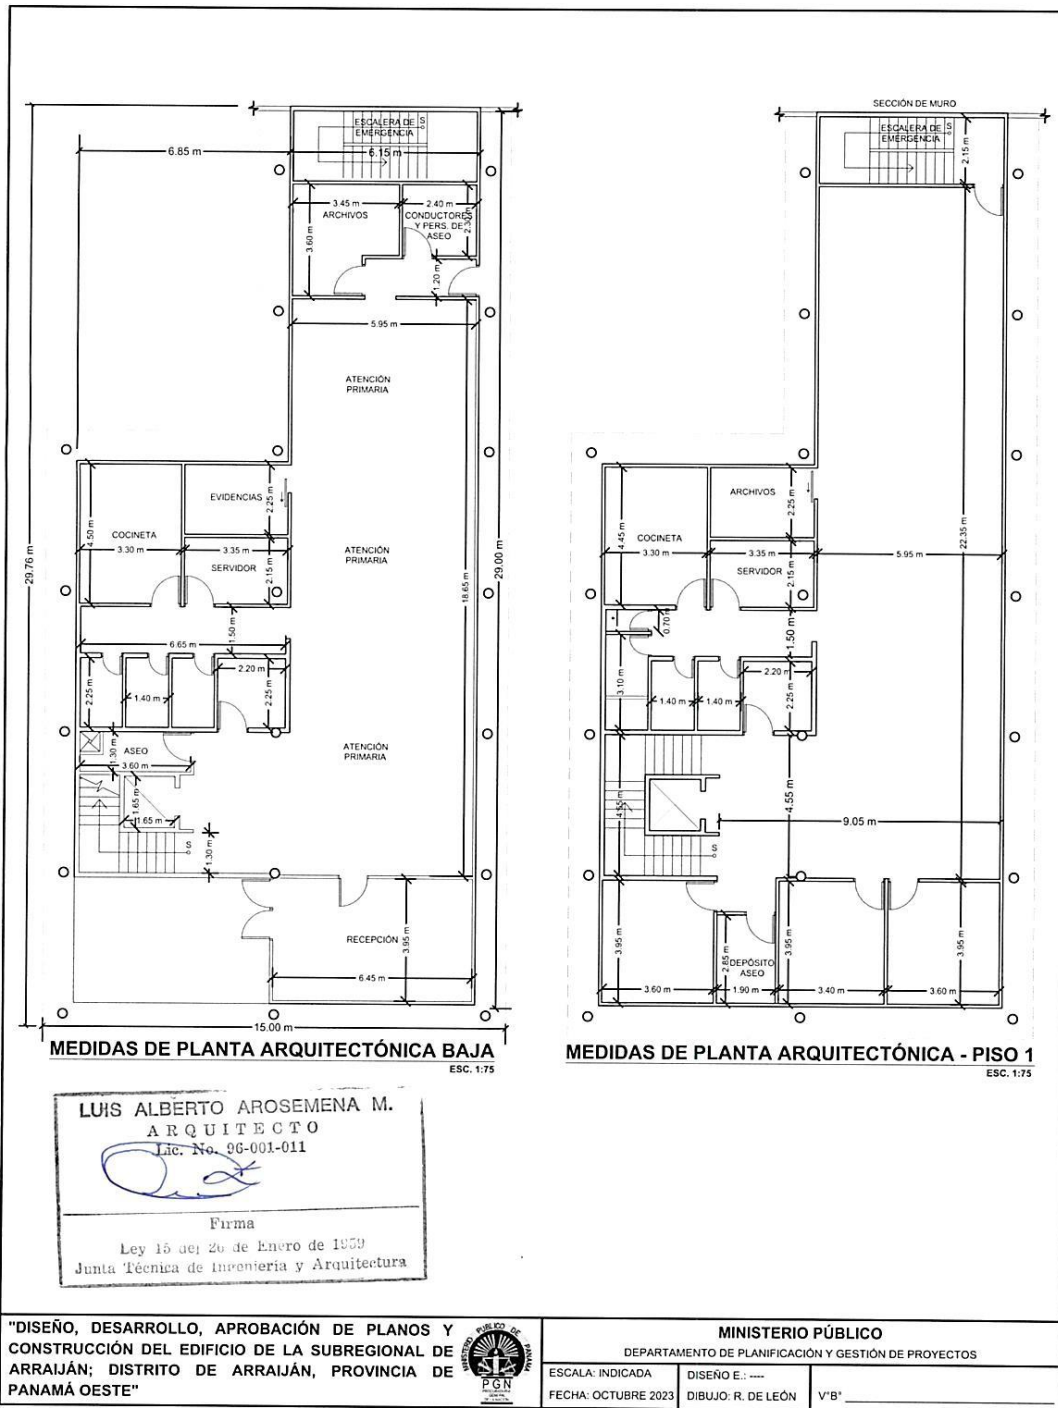 ESCALERA DE EMERGENCIA
S
6.85 m
6.15 m
3.45 m
2.40 m
ARCHIVOS
CONDUCTORES
Y PERS. DE
ASEO
2.30 m
3.60 m
1.20 m
5.95 m
ATENCIÓN
PRIMARIA
29.76 m
29.00 m
18.65 m
EVIDENCIAS
2.25 m
COCINETA
4.50 m
3.30 m
3.35 m
SERVIDOR
2.15 m
ATENCIÓN
PRIMARIA
1.50 m
6.65 m
2.20 m
2.25 m
1.40 m
2.25 m
ASEO
1.30 m
3.60 m
ATENCIÓN
PRIMARIA
1.65 m
1.65 m
S
1.30 m
RECEPCIÓN
3.95 m
6.45 m
15.00 m
MEDIDAS DE PLANTA ARQUITECTÓNICA BAJA
ESC. 1:75
SECCIÓN DE MURO
ESCALERA DE
EMERGENCIA
S
2.15 m
22.35 m
ARCHIVOS
2.25 m
COCINETA
4.45 m
3.30 m
3.35 m
SERVIDOR
2.15 m
5.95 m
0.70 m
1.50 m
3.10 m
2.20 m
1.40 m
1.40 m
2.25 m
4.55 m
4.55 m
9.05 m
S
3.95 m
2.85 m
DEPÓSITO
ASEO
3.95 m
3.95 m
3.60 m
1.90 m
3.40 m
3.60 m
MEDIDAS DE PLANTA ARQUITECTÓNICA - PISO 1
ESC. 1:75
LUIS ALBERTO AROSEMENA M.
ARQUITECTO
Lic. No. 96-001-011
Firma
Ley 15 del 26 de Enero de 1959
Junta Técnica de Ingeniería y Arquitectura
"DISEÑO, DESARROLLO, APROBACIÓN DE PLANOS Y
CONSTRUCCIÓN DEL EDIFICIO DE LA SUBREGIONAL DE
ARRAIJÁN; DISTRITO DE ARRAIJÁN, PROVINCIA DE
PANAMÁ OESTE"
MINISTERIO PÚBLICO DE PANAMÁ
PGN
MINISTERIO PÚBLICO
DEPARTAMENTO DE PLANIFICACIÓN Y GESTIÓN DE PROYECTOS
ESCALA: INDICADA
DISEÑO E.: ----
FECHA: OCTUBRE 2023
DIBUJO: R. DE LEÓN
V°B°